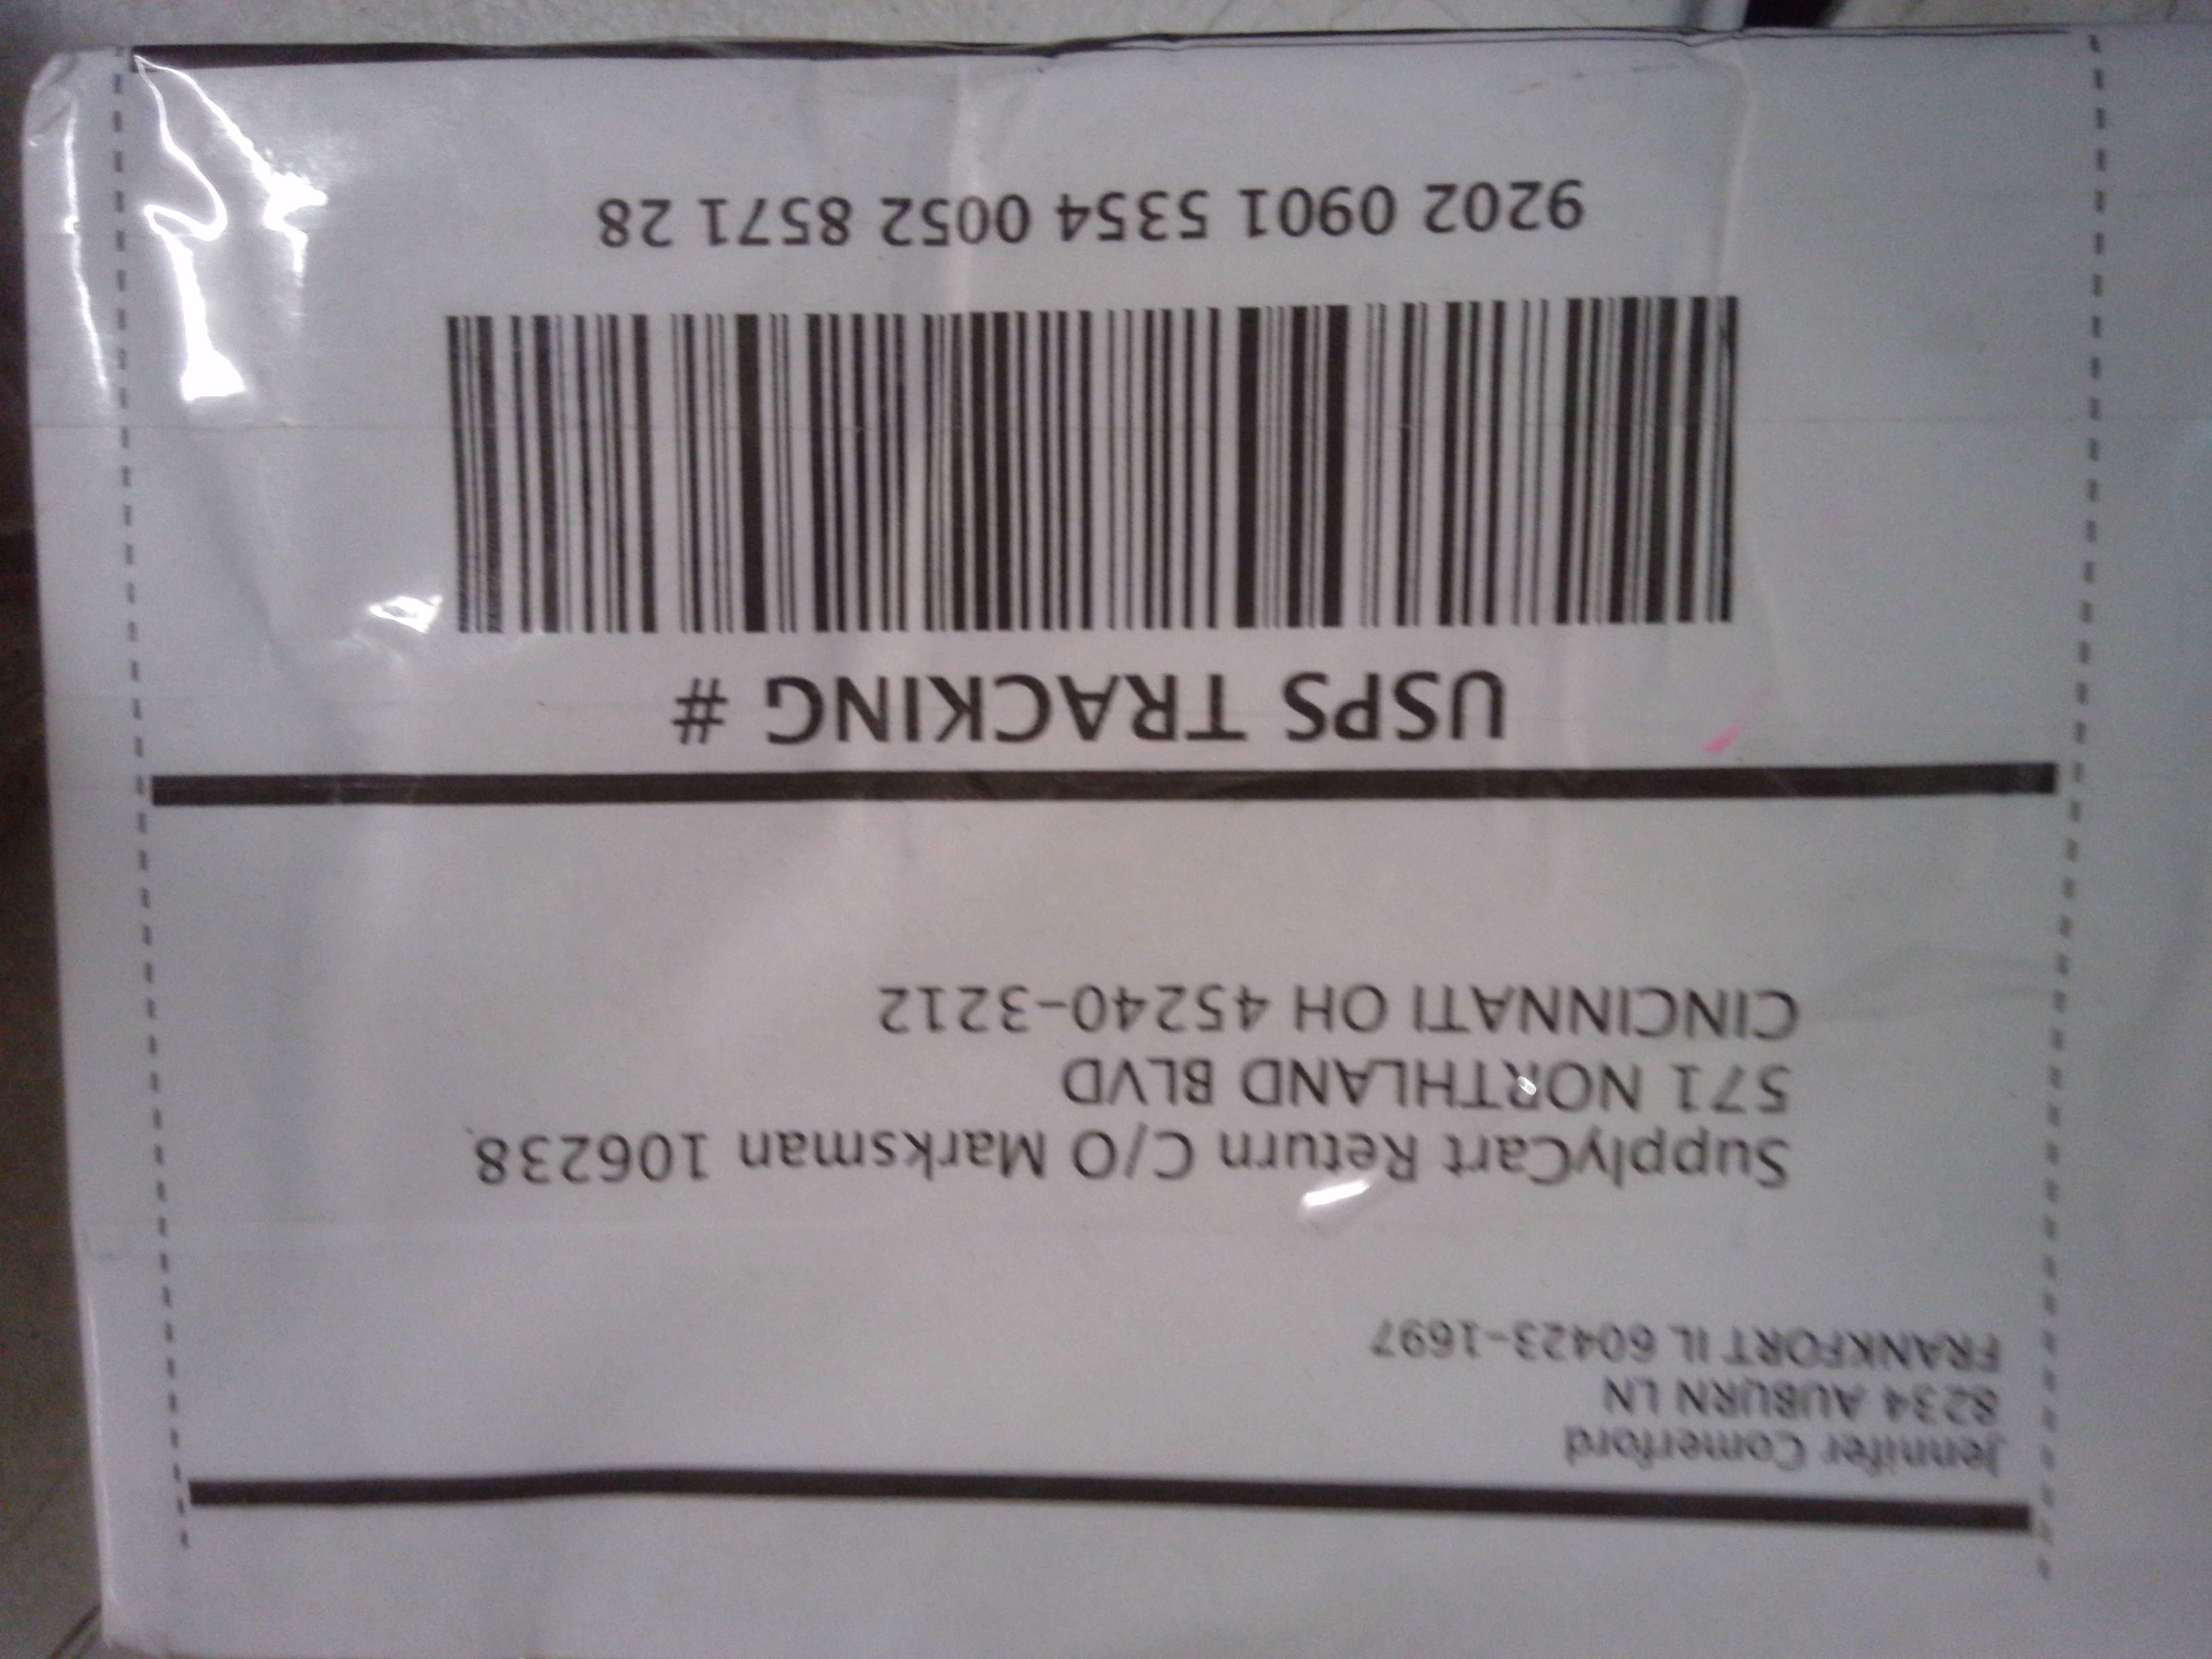 Jennifer Comerford
8234 AUBURN LN
FRANKFORT IL 60423-1697
SupplyCart Return C/O Marksman 106238
571 NORTHLAND BLVD
CINCINNATI OH 45240-3212
USPS TRACKING #
9202 0901 5354 0052 8571 28